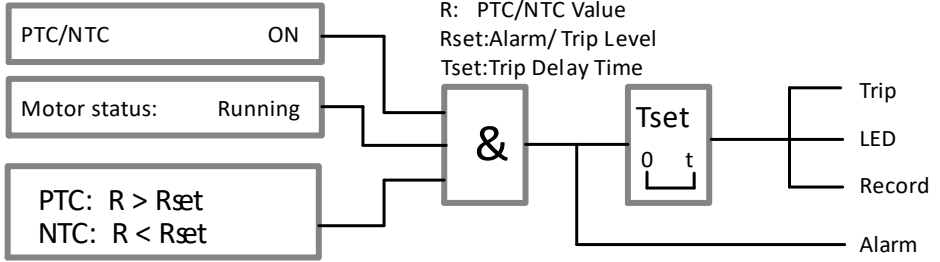 R: PTC/NTC Value
PTC/NTC ON
Rset:Alarm/ Trip Level
Tset:Trip Delay Time
Motor status: Running
&
Tset
0 t
Trip
LED
Record
PTC: R > Rset
NTC: R < Rset
Alarm